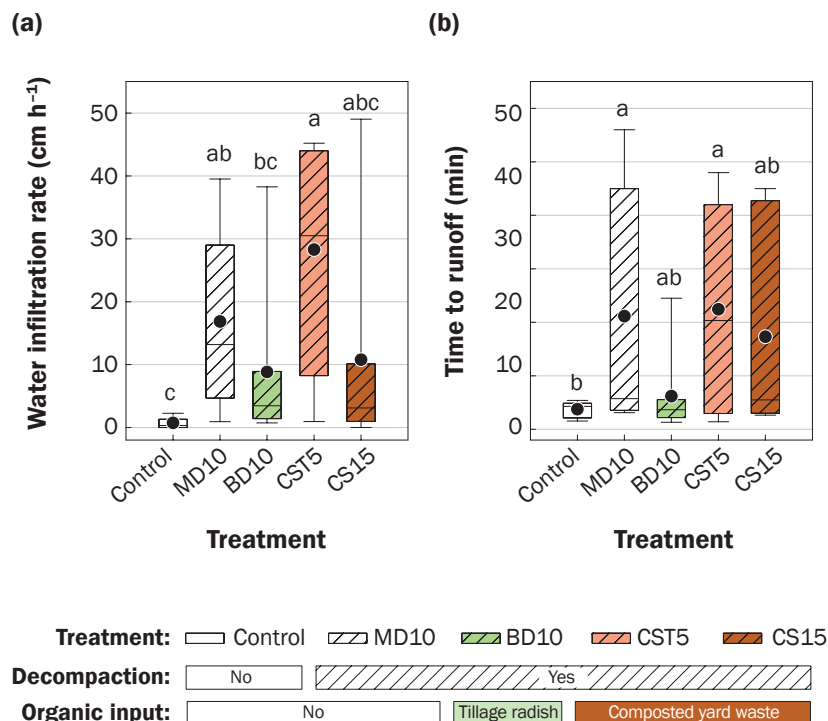 (a)
Water infiltration rate (cm h⁻¹)
50
40
30
20
10
0
c
ab
bc
a
abc
Control
MD10
BD10
CST5
CS15
Treatment
(b)
Time to runoff (min)
50
40
30
20
10
0
b
a
ab
a
ab
Control
MD10
BD10
CST5
CS15
Treatment
Treatment: Control MD10 BD10 CST5 CS15
Decompaction: No Yes
Organic input: No Tillage radish Composted yard waste